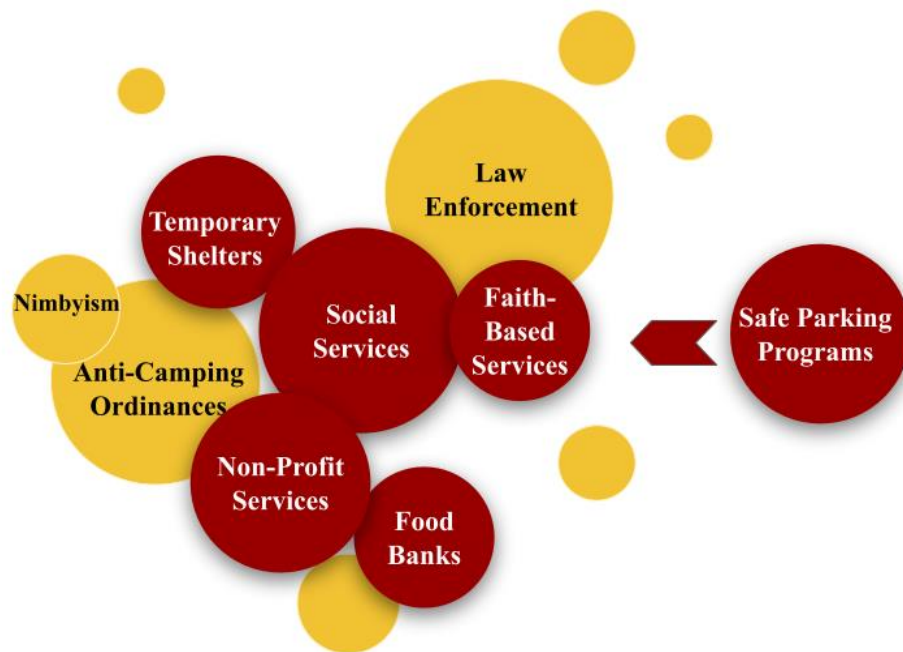 Law
Enforcement
Temporary
Shelters
Nimbyism
Social
Services
Faith-
Based
Services
Safe Parking
Programs
Anti-Camping
Ordinances
Non-Profit
Services
Food
Banks